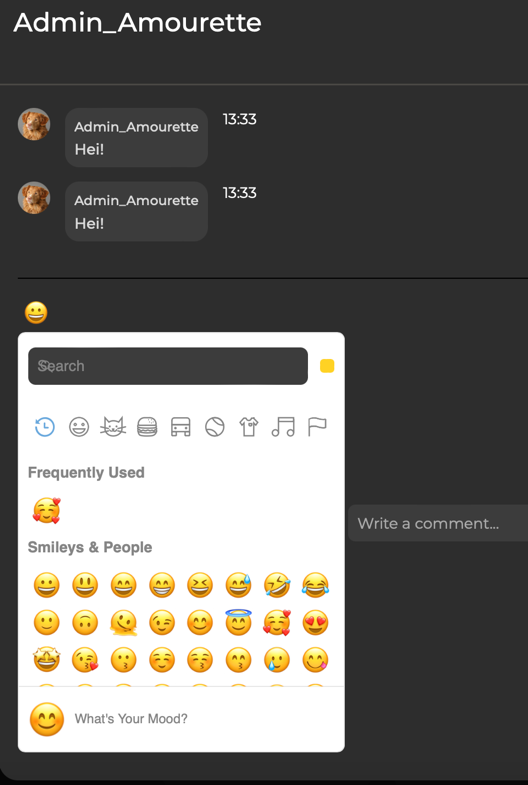 Admin_Amourette
Admin_Amourette 13:33
Hei!
Admin_Amourette 13:33
Hei!
Search
Frequently Used
Smileys & People
Write a comment...
What's Your Mood?